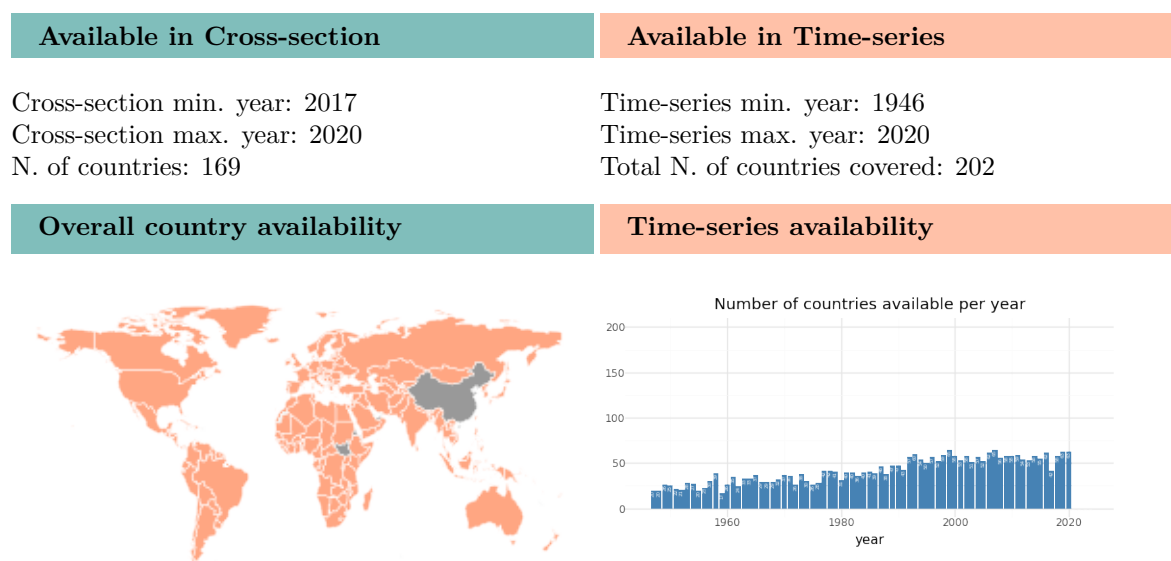 Available in Cross-section
Available in Time-series
Cross-section min. year: 2017
Cross-section max. year: 2020
N. of countries: 169
Time-series min. year: 1946
Time-series max. year: 2020
Total N. of countries covered: 202
Overall country availability
Time-series availability
Number of countries available per year
200
150
100
50
0
1960
1980
2000
2020
year